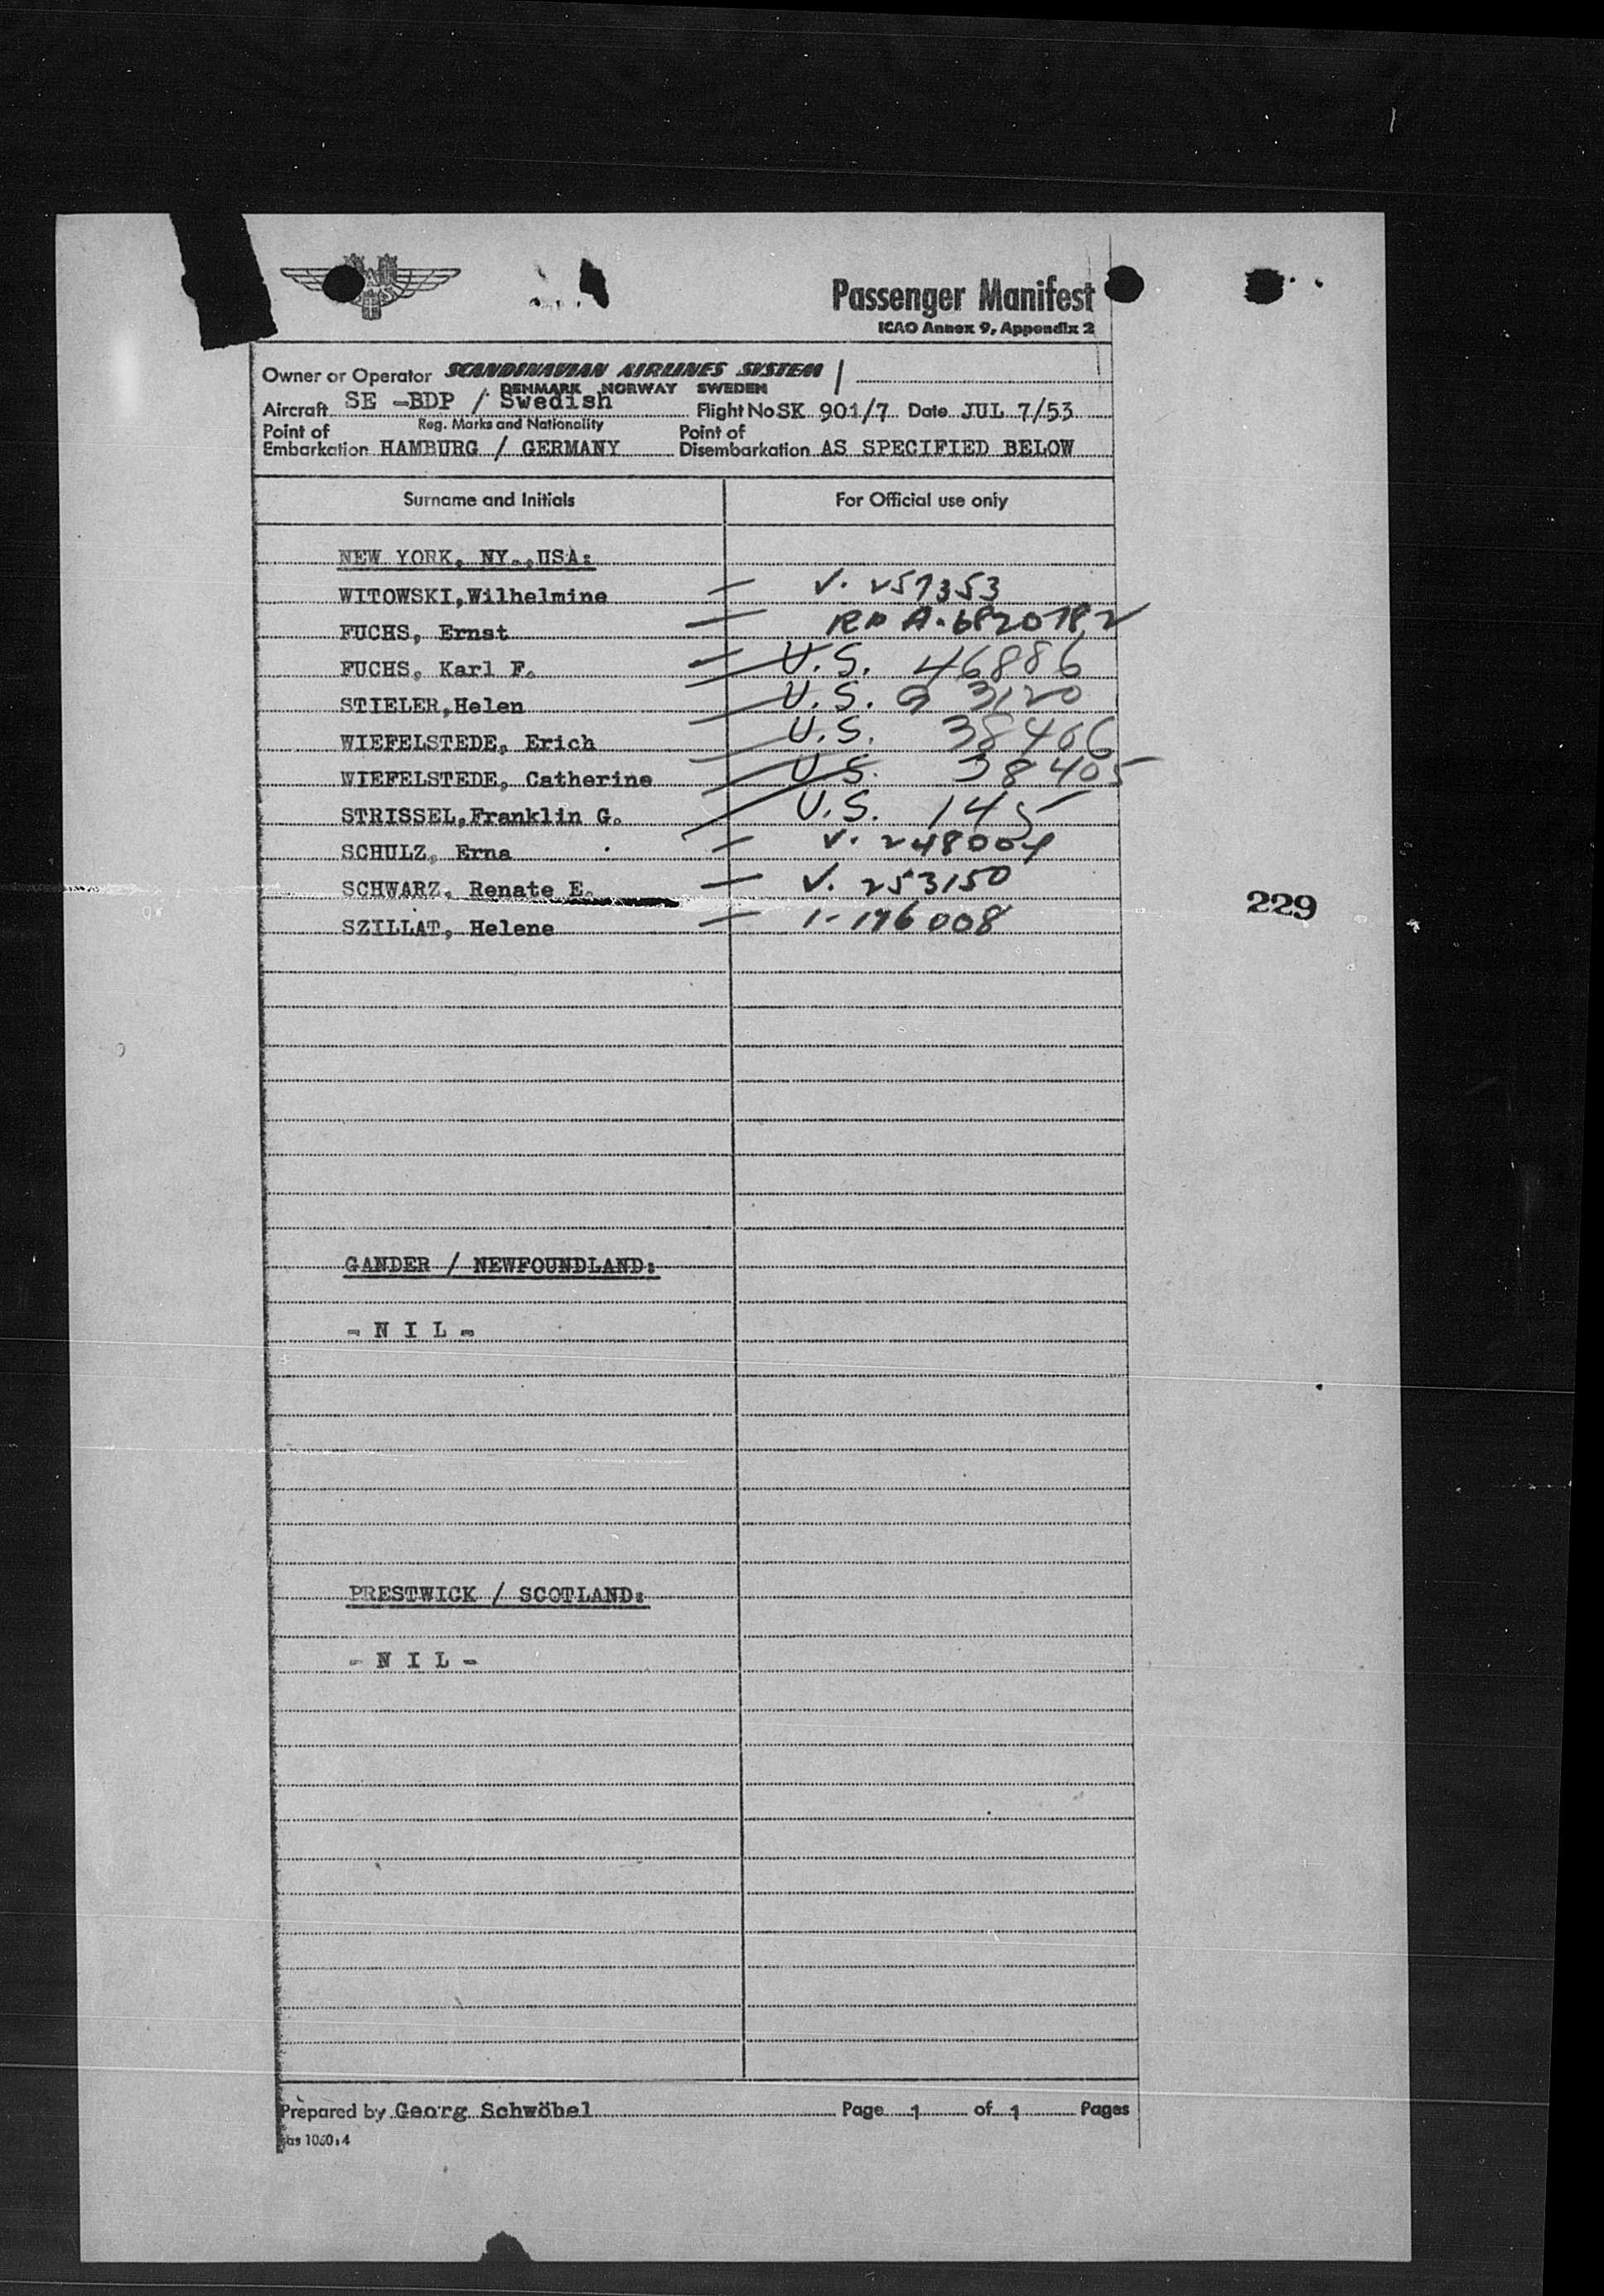 Passenger Manifest
ICAO Annex 9, Appendix 2
Owner or Operator SCANDINAVIAN AIRLINES SYSTEM
DENMARK NORWAY SWEDEN
Aircraft SE -BDP / Swedish Flight No SK 901/7 Date JUL 7/53
Reg. Marks and Nationality
Point of Embarkation HAMBURG / GERMANY Point of Disembarkation AS SPECIFIED BELOW
Surname and Initials For Official use only
NEW YORK, NY.,USA:
WITOWSKI,Wilhelmine V. 257353
FUCHS, Ernst RP A.6820782
FUCHS, Karl F. U.S. 46886
STIELER,Helen U.S. 3120
WIEFELSTEDE, Erich U.S. 38406
WIEFELSTEDE, Catherine U.S. 38405
STRISSEL,Franklin G. U.S. 145
SCHULZ, Erna V. 248004
SCHWARZ, Renate E. V. 253150
229
SZILLAT, Helene 1-196008
GANDER / NEWFOUNDLAND:
- N I L -
PRESTWICK / SCOTLAND:
- N I L -
Prepared by Georg Schwöbel Page 1 of 1 Pages